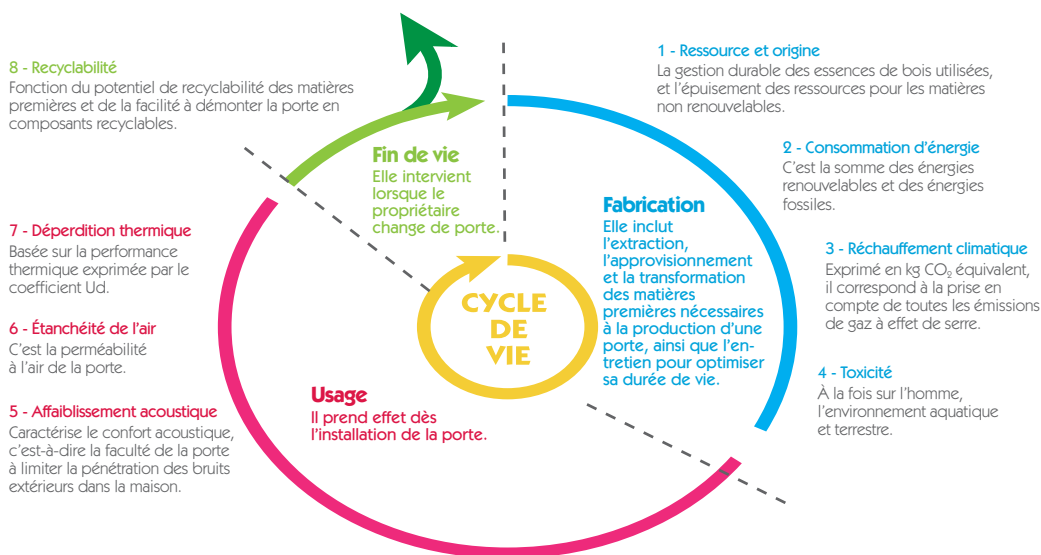 1 - Ressource et origine
La gestion durable des essences de bois utilisées,
et l’épuisement des ressources pour les matières
non renouvelables.
2 - Consommation d’énergie
C’est la somme des énergies
renouvelables et des énergies
fossiles.
3 - Réchauffement climatique
Exprimé en kg CO₂ équivalent,
il correspond à la prise en
compte de toutes les émissions
de gaz à effet de serre.
4 - Toxicité
À la fois sur l’homme,
l’environnement aquatique
et terrestre.
5 - Affaiblissement acoustique
Caractérise le confort acoustique,
c’est-à-dire la faculté de la porte
à limiter la pénétration des bruits
extérieurs dans la maison.
6 - Étanchéité de l’air
C’est la perméabilité
à l’air de la porte.
7 - Déperdition thermique
Basée sur la performance
thermique exprimée par le
coefficient Ud.
8 - Recyclabilité
Fonction du potentiel de recyclabilité des matières
premières et de la facilité à démonter la porte en
composants recyclables.
Fin de vie
Elle intervient
lorsque le
propriétaire
change de porte.
Fabrication
Elle inclut
l’extraction,
l’approvisionnement
et la transformation
des matières
premières nécessaires
à la production d’une
porte, ainsi que l’en-
tretien pour optimiser
sa durée de vie.
Usage
Il prend effet dès
l’installation de la porte.
CYCLE
DE
VIE